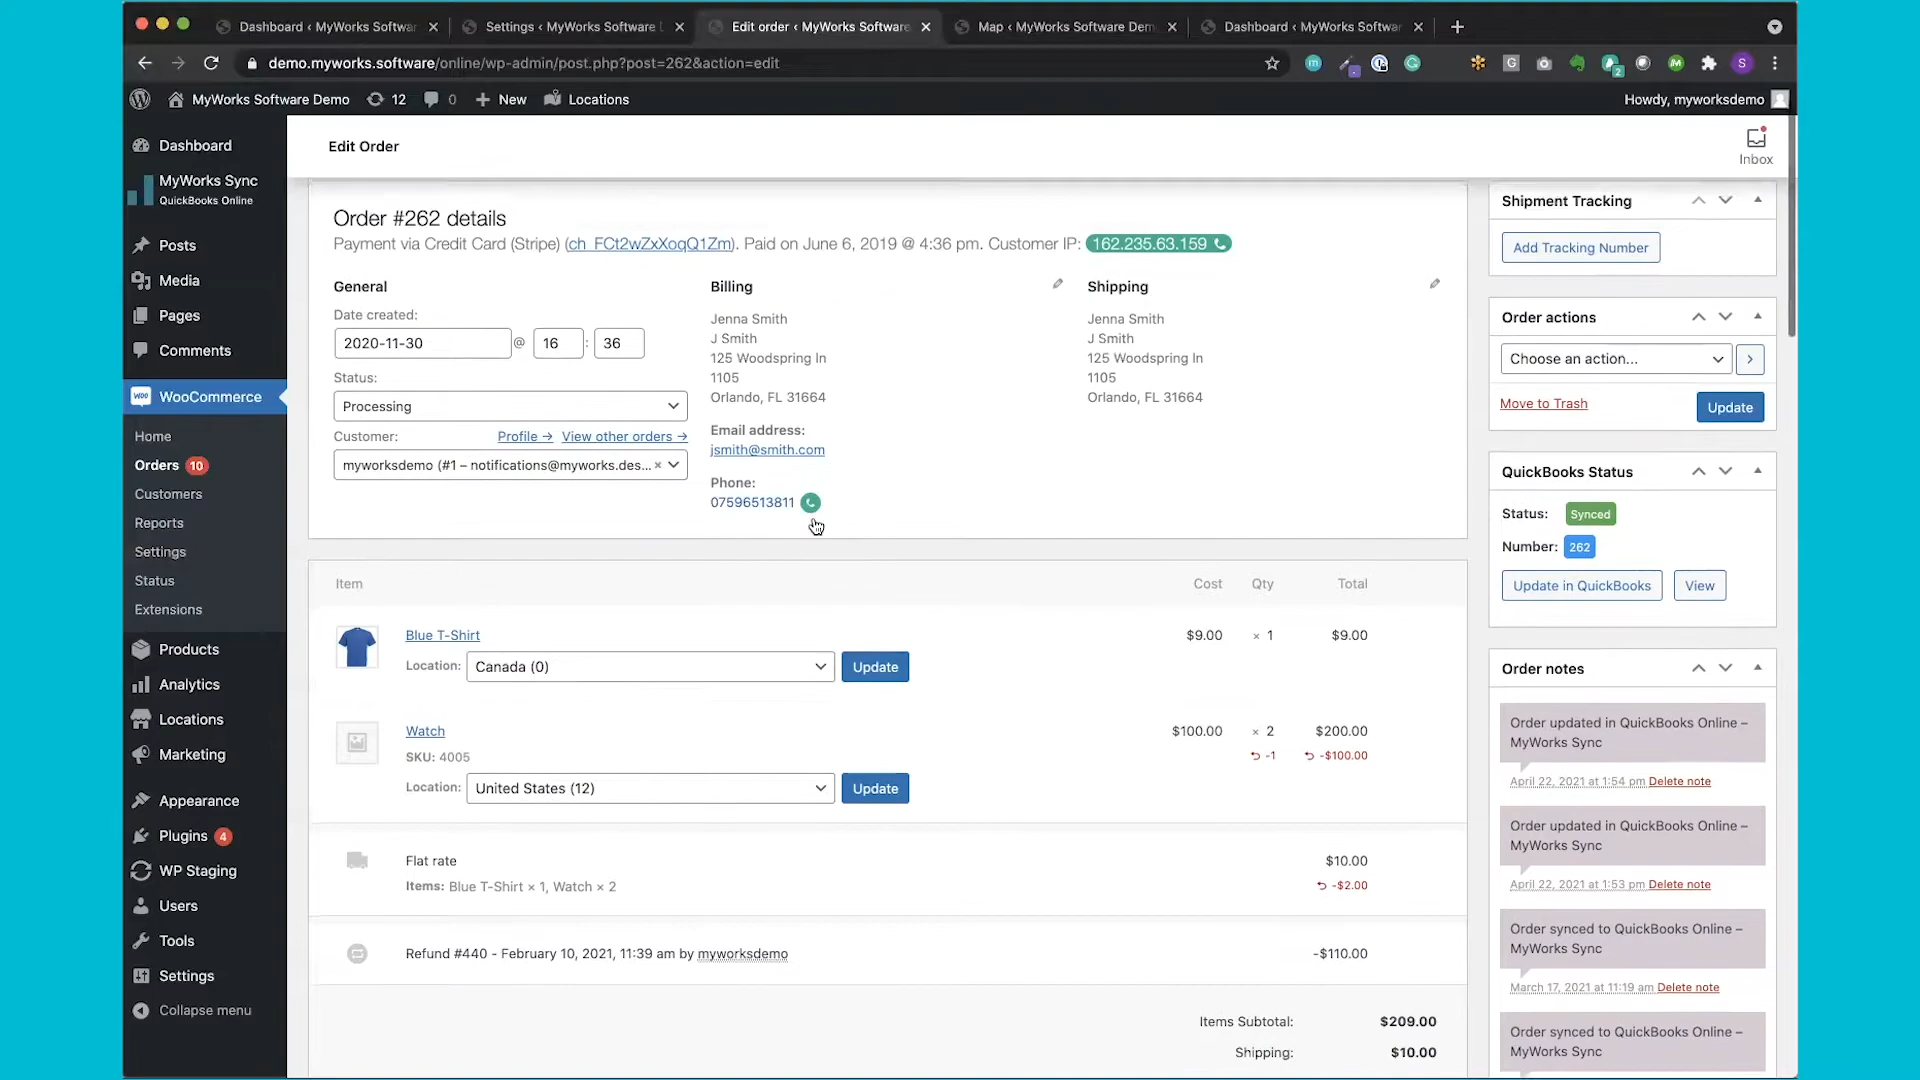 Dashboard ‹ MyWorks Softwar
Settings ‹ MyWorks Software
Edit order ‹ MyWorks Software
Map ‹ MyWorks Software Dem
Dashboard ‹ MyWorks Softwar
demo.myworks.software/online/wp-admin/post.php?post=262&action=edit
MyWorks Software Demo
12
0
New
Locations
Howdy, myworksdemo
Dashboard
MyWorks Sync
QuickBooks Online
Posts
Media
Pages
Comments
WooCommerce
Home
Orders 10
Customers
Reports
Settings
Status
Extensions
Products
Analytics
Locations
Marketing
Appearance
Plugins 4
WP Staging
Users
Tools
Settings
Collapse menu
Edit Order
Inbox
Order #262 details
Payment via Credit Card (Stripe) (ch_FCt2wZxXoqQ1Zm). Paid on June 6, 2019 @ 4:36 pm. Customer IP: 162.235.63.159
General
Date created:
2020-11-30 @ 16 : 36
Status:
Processing
Customer: Profile → View other orders →
myworksdemo (#1 – notifications@myworks.des... ×
Billing
Jenna Smith
J Smith
125 Woodspring ln
1105
Orlando, FL 31664
Email address:
jsmith@smith.com
Phone:
07596513811
Shipping
Jenna Smith
J Smith
125 Woodspring ln
1105
Orlando, FL 31664
Item Cost Qty Total
Blue T-Shirt $9.00 × 1 $9.00
Location: Canada (0) Update
Watch $100.00 × 2 $200.00
SKU: 4005 -1 -$100.00
Location: United States (12) Update
Flat rate $10.00
Items: Blue T-Shirt × 1, Watch × 2 -$2.00
Refund #440 - February 10, 2021, 11:39 am by myworksdemo -$110.00
Items Subtotal: $209.00
Shipping: $10.00
Shipment Tracking
Add Tracking Number
Order actions
Choose an action...
Move to Trash Update
QuickBooks Status
Status: Synced
Number: 262
Update in QuickBooks View
Order notes
Order updated in QuickBooks Online –
MyWorks Sync
April 22, 2021 at 1:54 pm Delete note
Order updated in QuickBooks Online –
MyWorks Sync
April 22, 2021 at 1:53 pm Delete note
Order synced to QuickBooks Online –
MyWorks Sync
March 17, 2021 at 11:19 am Delete note
Order synced to QuickBooks Online –
MyWorks Sync